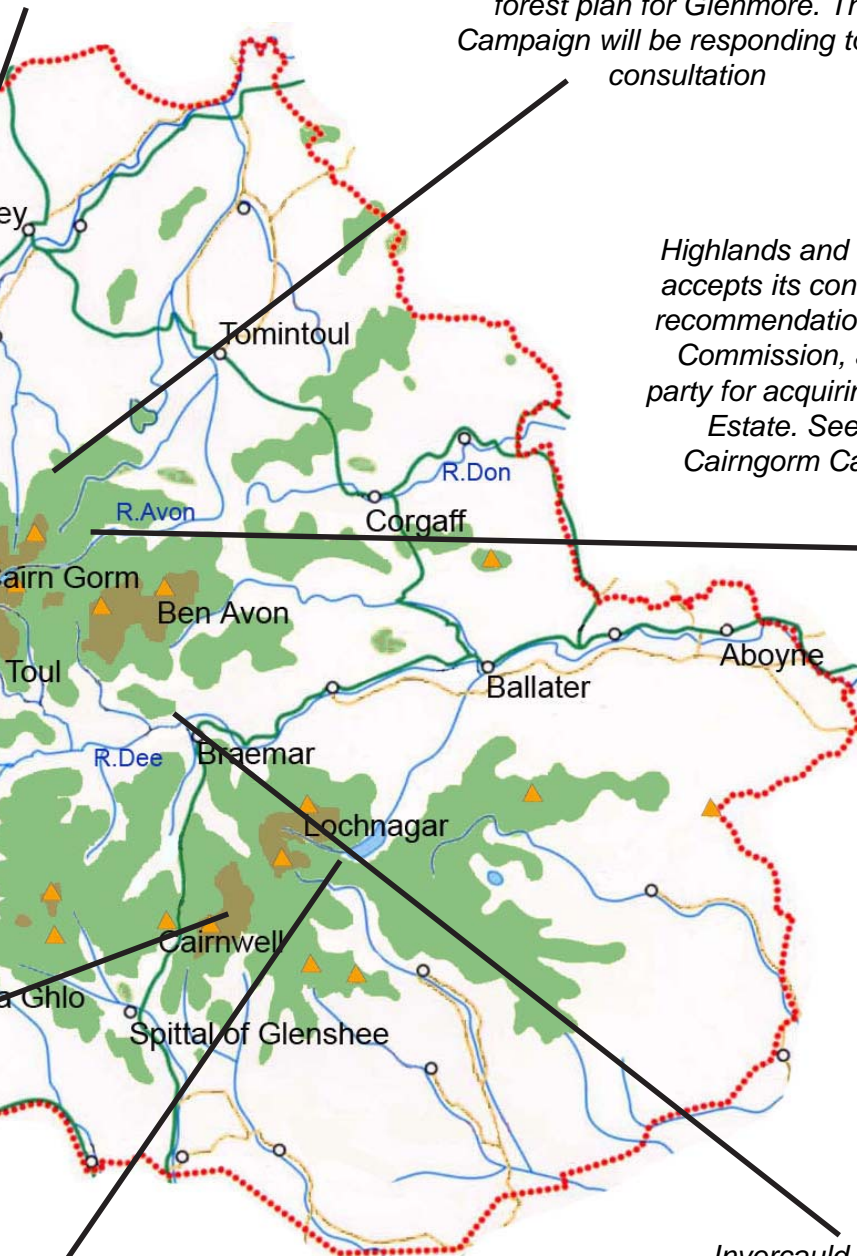 forest plan for Glenmore. Th
Campaign will be responding to
consultation
ey
Highlands and
accepts its con
recommendatio
Commission, a
party for acquirin
Estate. See
Cairngorm Ca
Tomintoul
R.Don
R.Avon
Corgaff
airn Gorm
Ben Avon
Aboyne
Toul
Ballater
Braemar
R.Dee
Lochnagar
Cairnwell
a Ghlo
Spittal of Glenshee
Invercauld